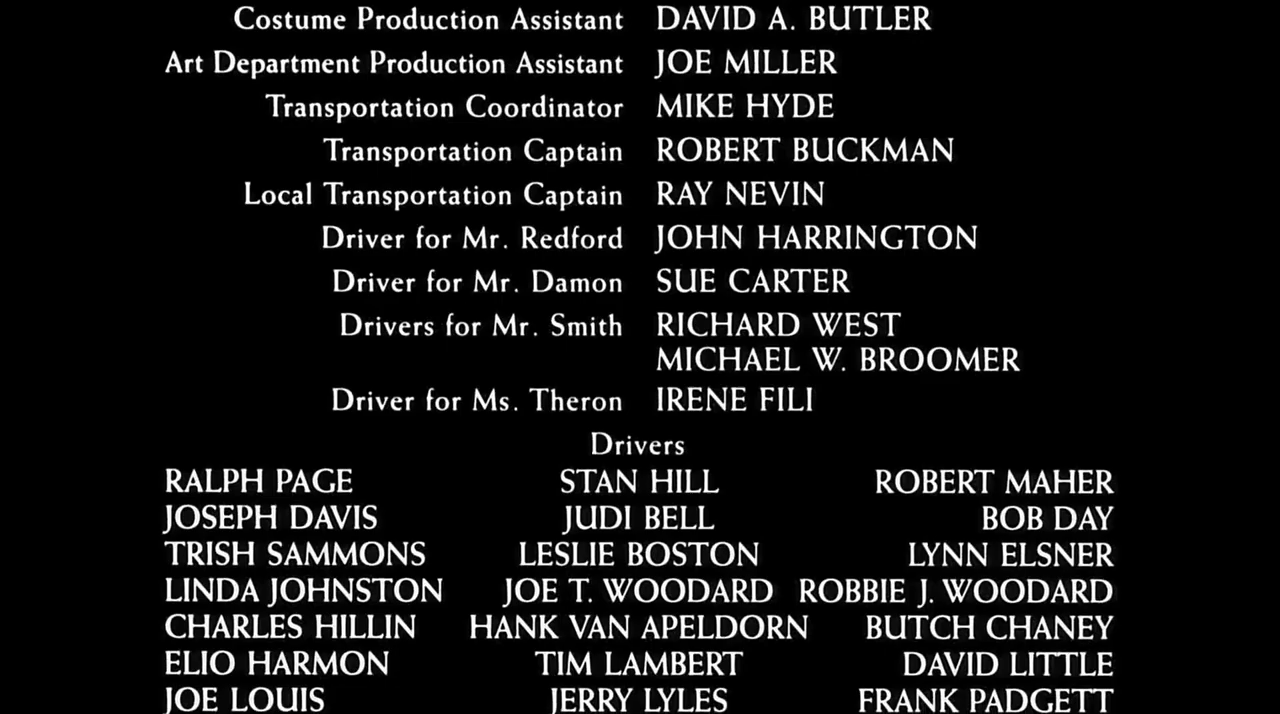 Costume Production Assistant DAVID A. BUTLER
Art Department Production Assistant JOE MILLER
Transportation Coordinator MIKE HYDE
Transportation Captain ROBERT BUCKMAN
Local Transportation Captain RAY NEVIN
Driver for Mr. Redford JOHN HARRINGTON
Driver for Mr. Damon SUE CARTER
Drivers for Mr. Smith RICHARD WEST
MICHAEL W. BROOMER
Driver for Ms. Theron IRENE FILI
Drivers
RALPH PAGE STAN HILL ROBERT MAHER
JOSEPH DAVIS JUDI BELL BOB DAY
TRISH SAMMONS LESLIE BOSTON LYNN ELSNER
LINDA JOHNSTON JOE T. WOODARD ROBBIE J. WOODARD
CHARLES HILLIN HANK VAN APELDORN BUTCH CHANEY
ELIO HARMON TIM LAMBERT DAVID LITTLE
JOE LOUIS JERRY LYLES FRANK PADGETT